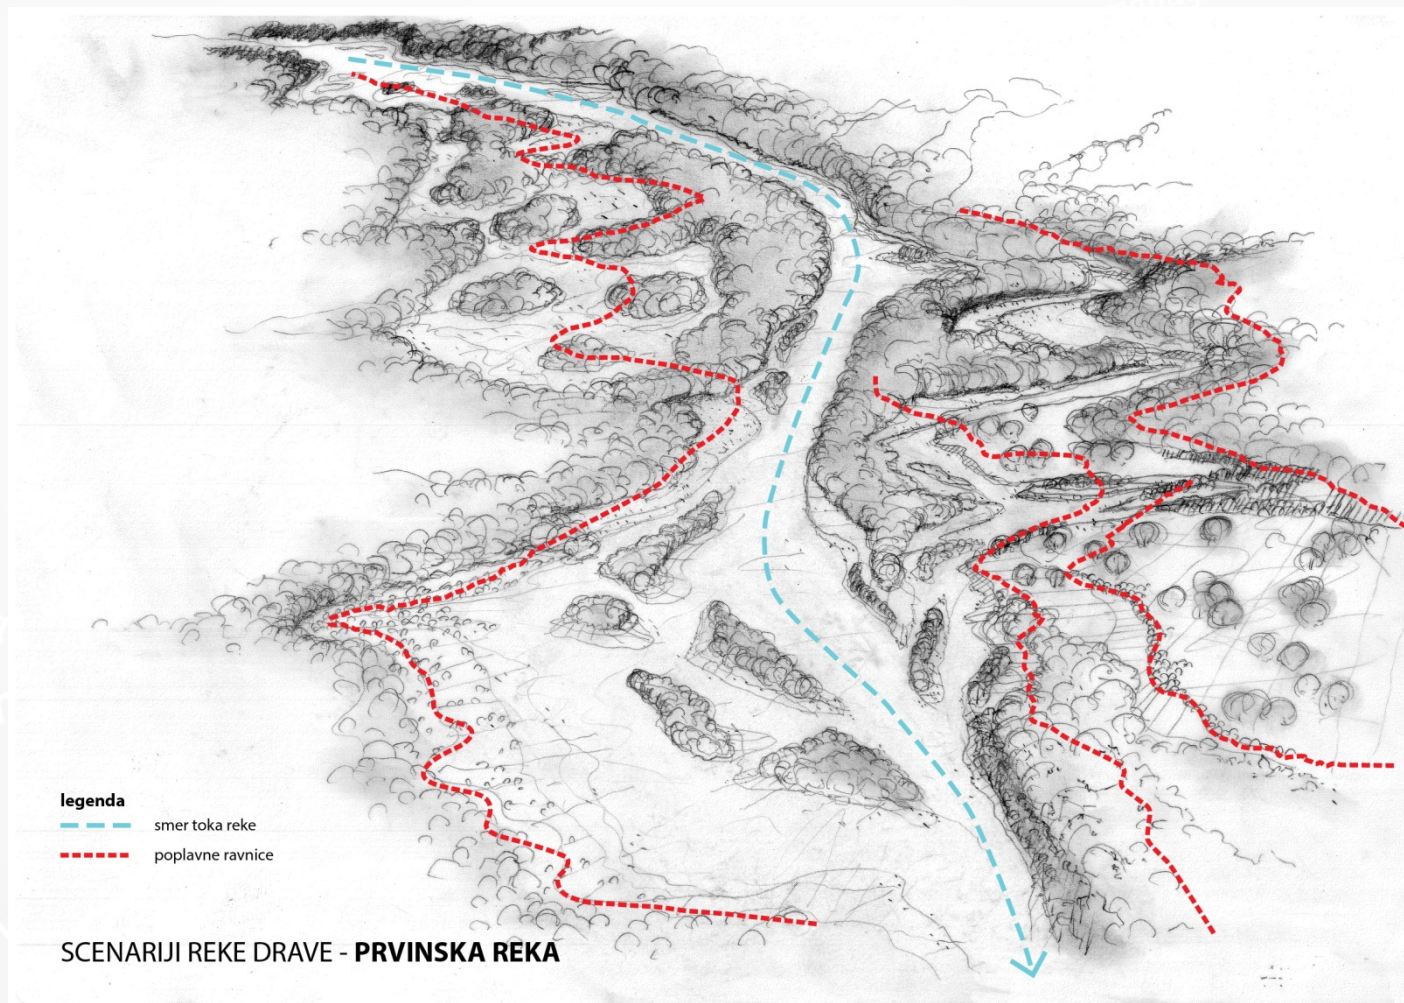 legenda
smer toka reke
poplavne ravnice
SCENARIJI REKE DRAVE - PRVINSKA REKA